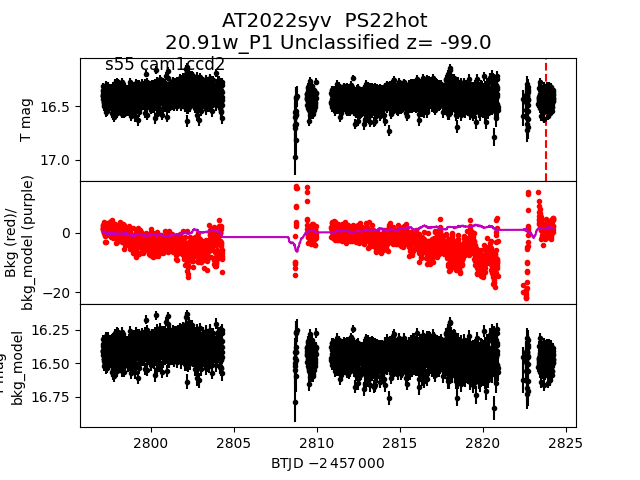 AT2022syv  PS22hot
20.91w_P1 Unclassified z= -99.0
s55 cam1ccd2
T mag
16.5
17.0
Bkg (red)/
bkg_model (purple)
0
−20
mag
bkg_model
16.25
16.50
16.75
2800
2805
2810
2815
2820
2825
BTJD −2 457 000